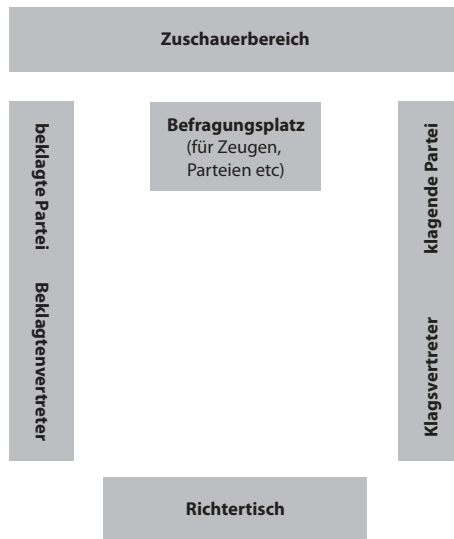 Zuschauerbereich
Befragungsplatz
(für Zeugen,
Parteien etc)
beklagte Partei
Beklagtenvertreter
klagende Partei
Klagsvertreter
Richtertisch